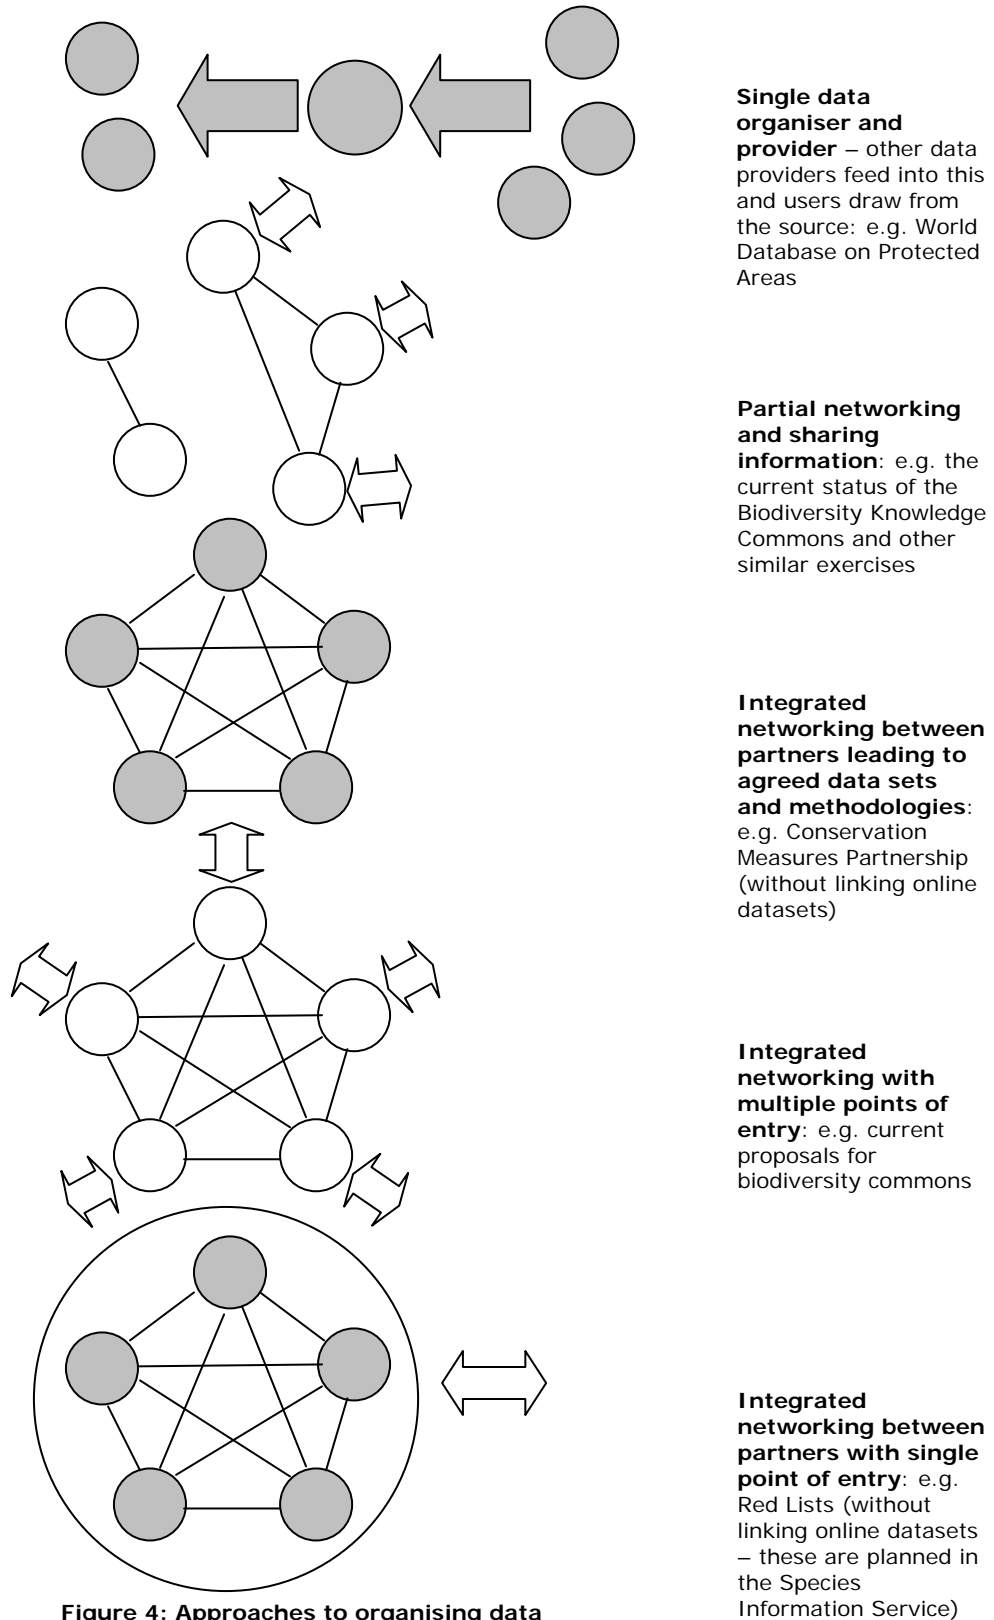 Single data
organiser and
provider – other data
providers feed into this
and users draw from
the source: e.g. World
Database on Protected
Areas
Partial networking
and sharing
information: e.g. the
current status of the
Biodiversity Knowledge
Commons and other
similar exercises
Integrated
networking between
partners leading to
agreed data sets
and methodologies:
e.g. Conservation
Measures Partnership
(without linking online
datasets)
Integrated
networking with
multiple points of
entry: e.g. current
proposals for
biodiversity commons
Integrated
networking between
partners with single
point of entry: e.g.
Red Lists (without
linking online datasets
– these are planned in
the Species
Information Service)
Figure 4: Approaches to organising data